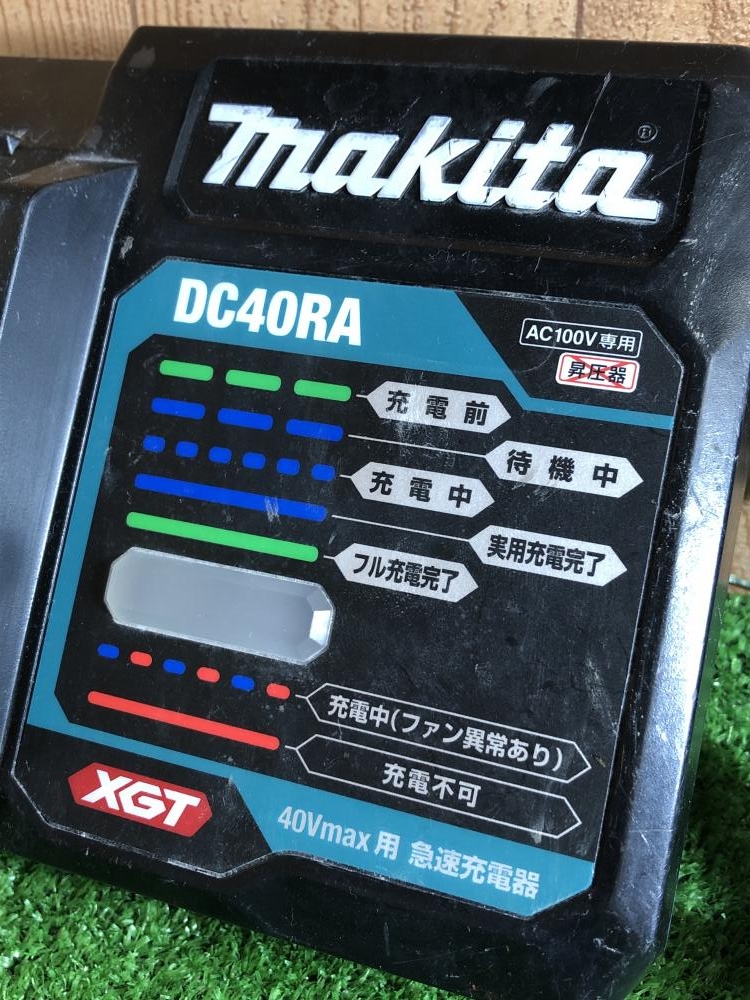 makita®
DC40RA
AC100V専用
昇圧器
充電前
待機中
充電中
実用充電完了
フル充電完了
充電中(ファン異常あり)
充電不可
XGT
40Vmax用 急速充電器